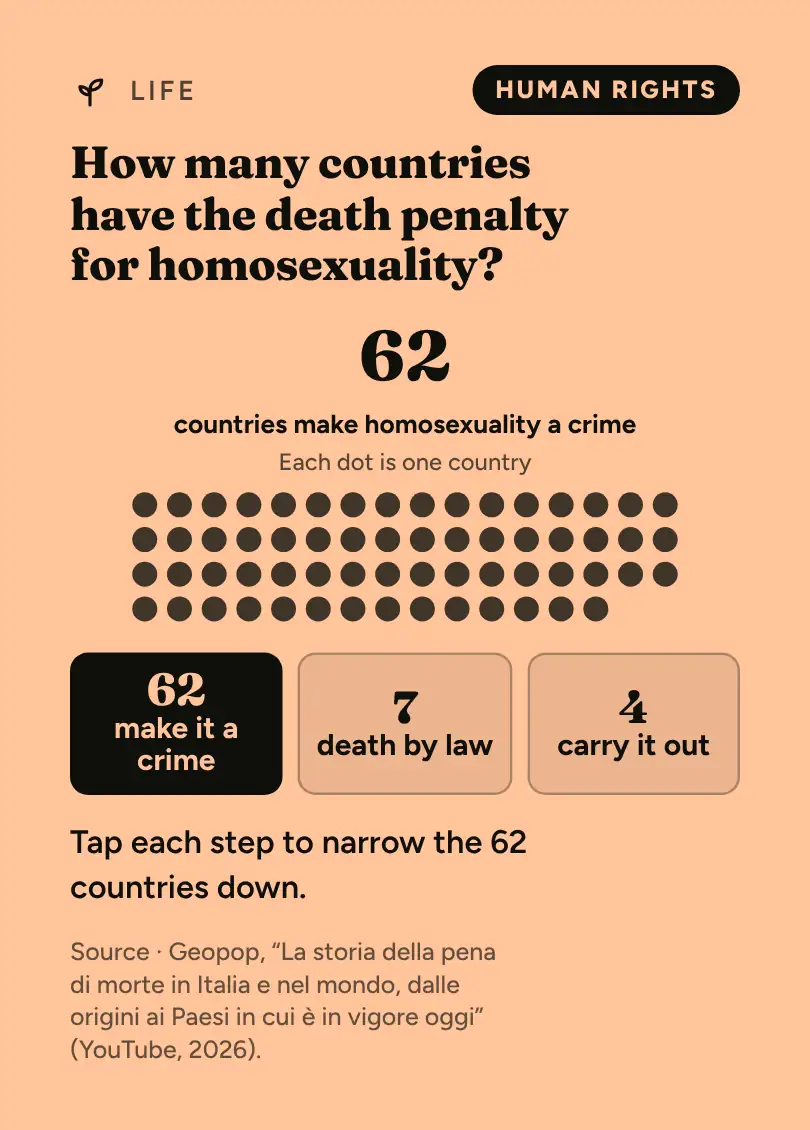 LIFE
HUMAN RIGHTS
How many countries
have the death penalty
for homosexuality?
62
countries make homosexuality a crime
Each dot is one country
62
make it a
crime
7
death by law
4
carry it out
Tap each step to narrow the 62
countries down.
Source · Geopop, “La storia della pena
di morte in Italia e nel mondo, dalle
origini ai Paesi in cui è in vigore oggi”
(YouTube, 2026).